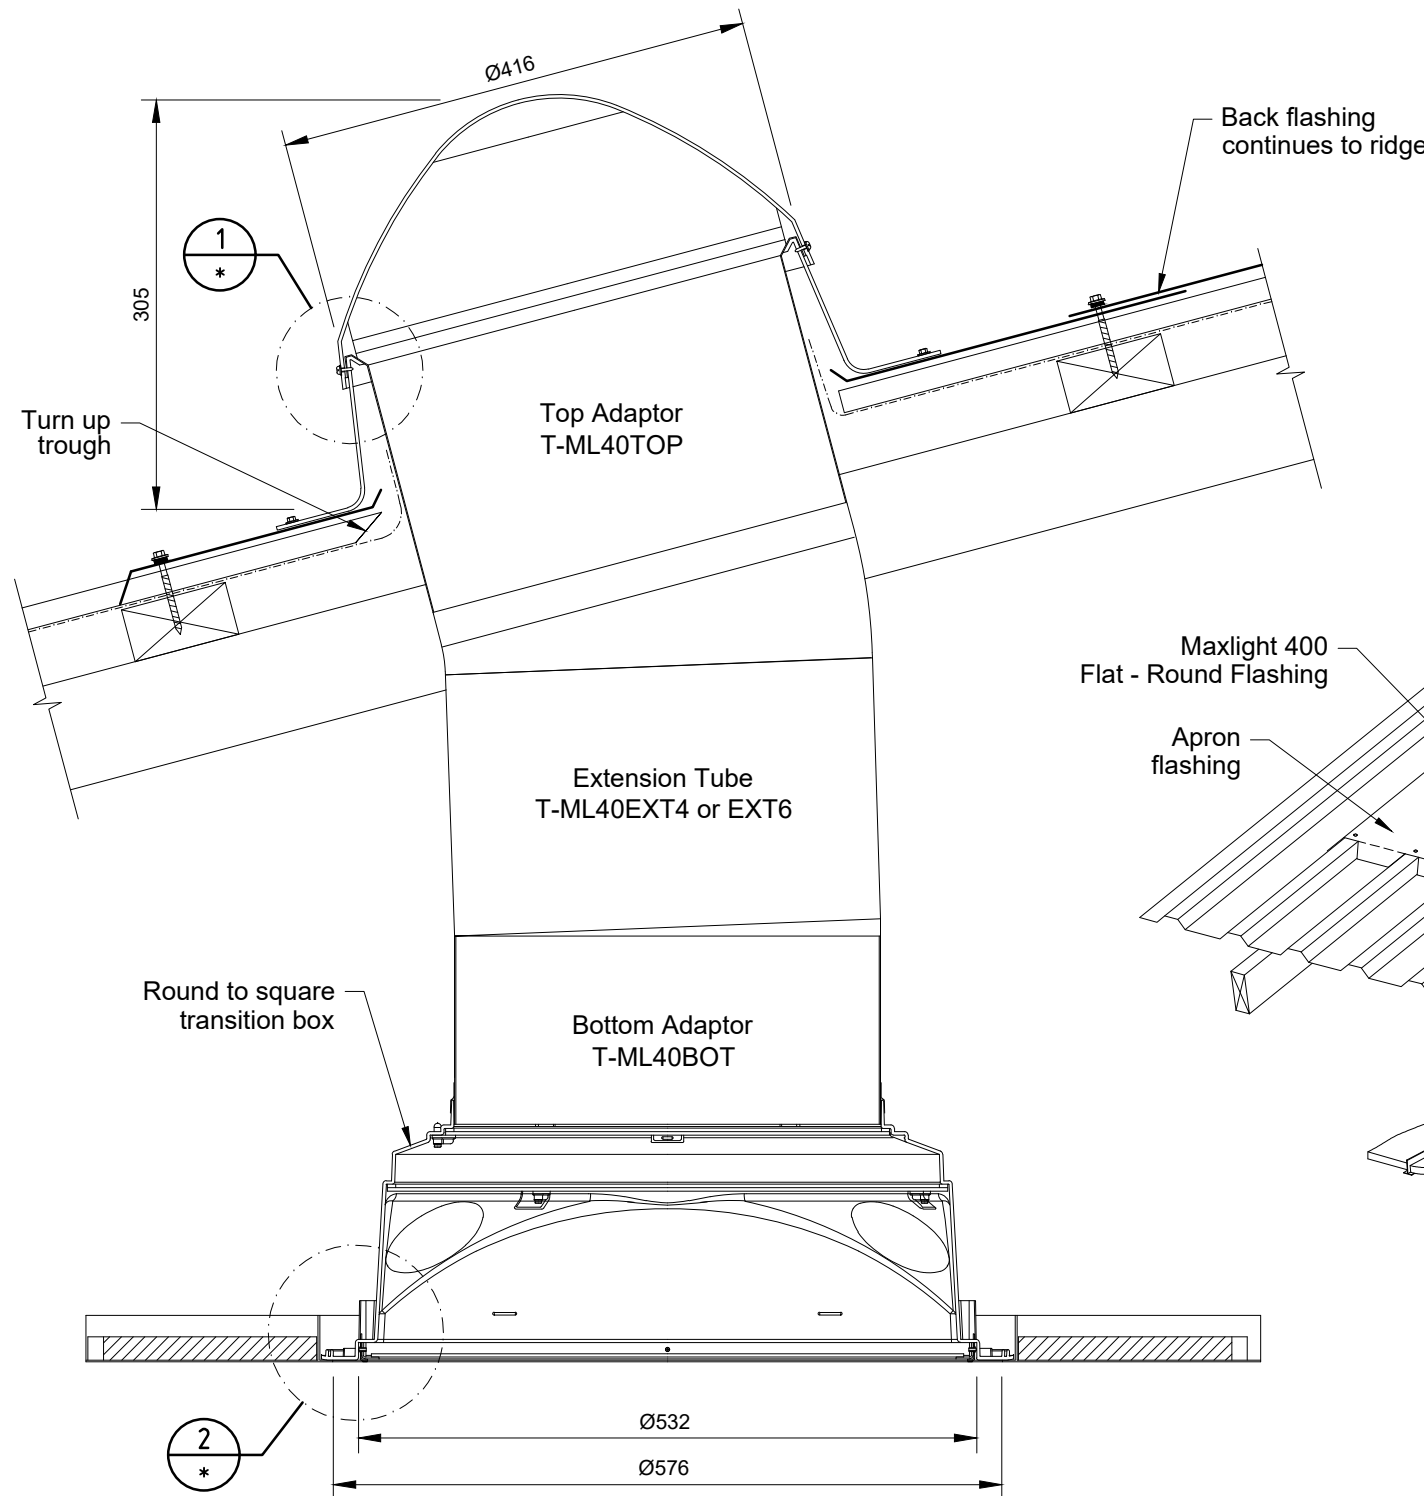 Ø416
Back flashing
continues to ridge
1
*
305
Turn up
trough
Top Adaptor
T-ML40TOP
Maxlight 400
Flat - Round Flashing
Apron
flashing
Extension Tube
T-ML40EXT4 or EXT6
Round to square
transition box
Bottom Adaptor
T-ML40BOT
2
*
Ø532
Ø576